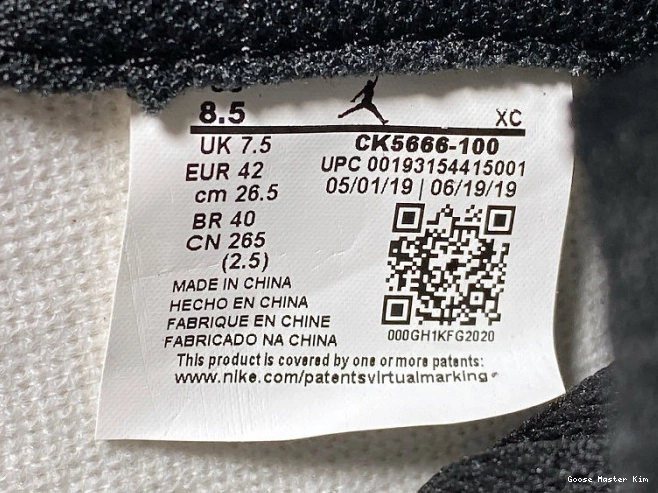 8.5
XC
UK 7.5
EUR 42
cm 26.5
BR 40
CN 265
(2.5)
CK5666-100
UPC 00193154415001
05/01/19 | 06/19/19
000GH1KFG2020
MADE IN CHINA
HECHO EN CHINA
FABRIQUE EN CHINE
FABRICADO NA CHINA
This product is covered by one or more patents:
www.nike.com/patentsvirtualmarking
Goose Master Kim